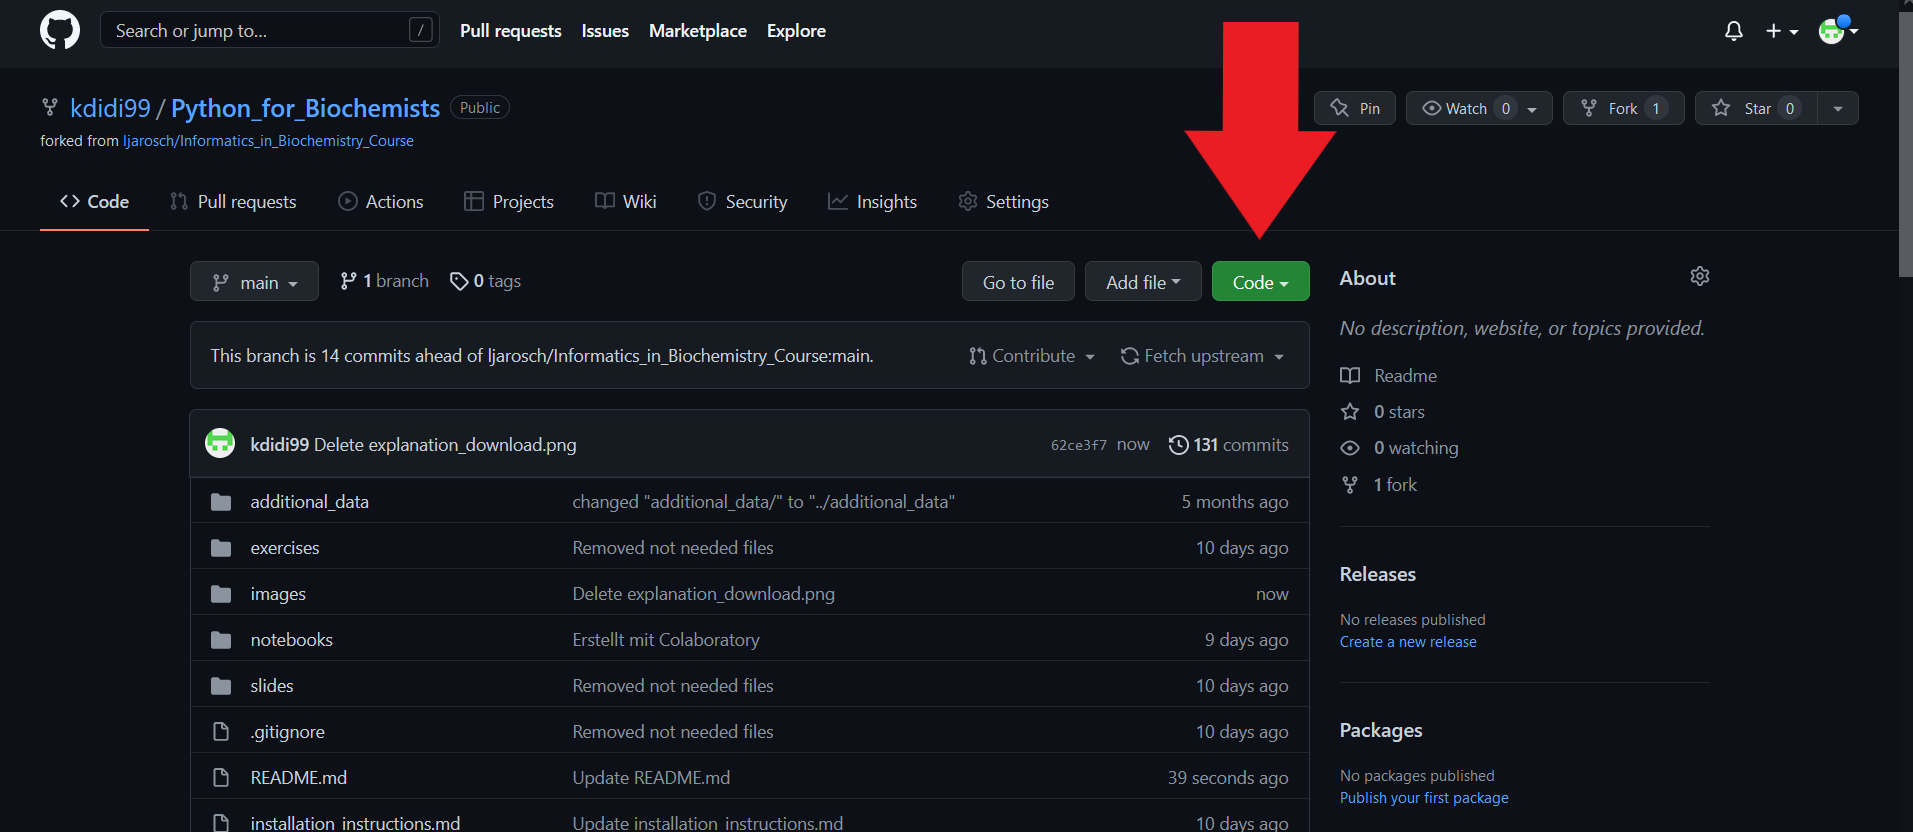 Search or jump to... /
Pull requests Issues Marketplace Explore
kdidi99 / Python_for_Biochemists Public
forked from ljarosch/Informatics_in_Biochemistry_Course
Pin Watch 0 Fork 1 Star 0
Code Pull requests Actions Projects Wiki Security Insights Settings
main 1 branch 0 tags Go to file Add file Code
This branch is 14 commits ahead of ljarosch/Informatics_in_Biochemistry_Course:main. Contribute Fetch upstream
kdidi99 Delete explanation_download.png 62ce3f7 now 131 commits
additional_data changed "additional_data/" to "../additional_data" 5 months ago
exercises Removed not needed files 10 days ago
images Delete explanation_download.png now
notebooks Erstellt mit Colaboratory 9 days ago
slides Removed not needed files 10 days ago
.gitignore Removed not needed files 10 days ago
README.md Update README.md 39 seconds ago
installation_instructions.md Update installation_instructions.md 10 days ago
About
No description, website, or topics provided.
Readme
0 stars
0 watching
1 fork
Releases
No releases published
Create a new release
Packages
No packages published
Publish your first package